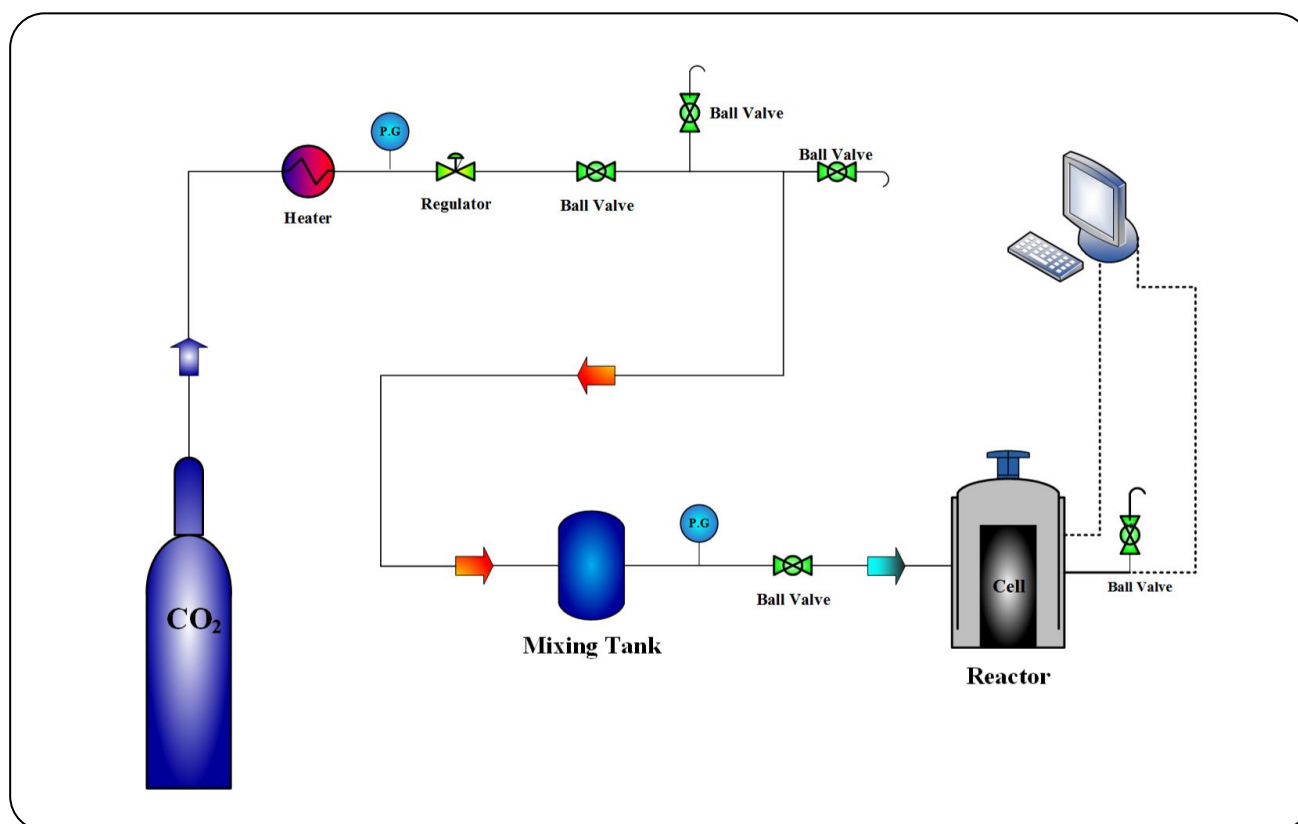 Ball Valve
P.G
Ball Valve
Heater
Regulator
Ball Valve
P.G
CO₂
Cell
Ball Valve
Ball Valve
Mixing Tank
Reactor